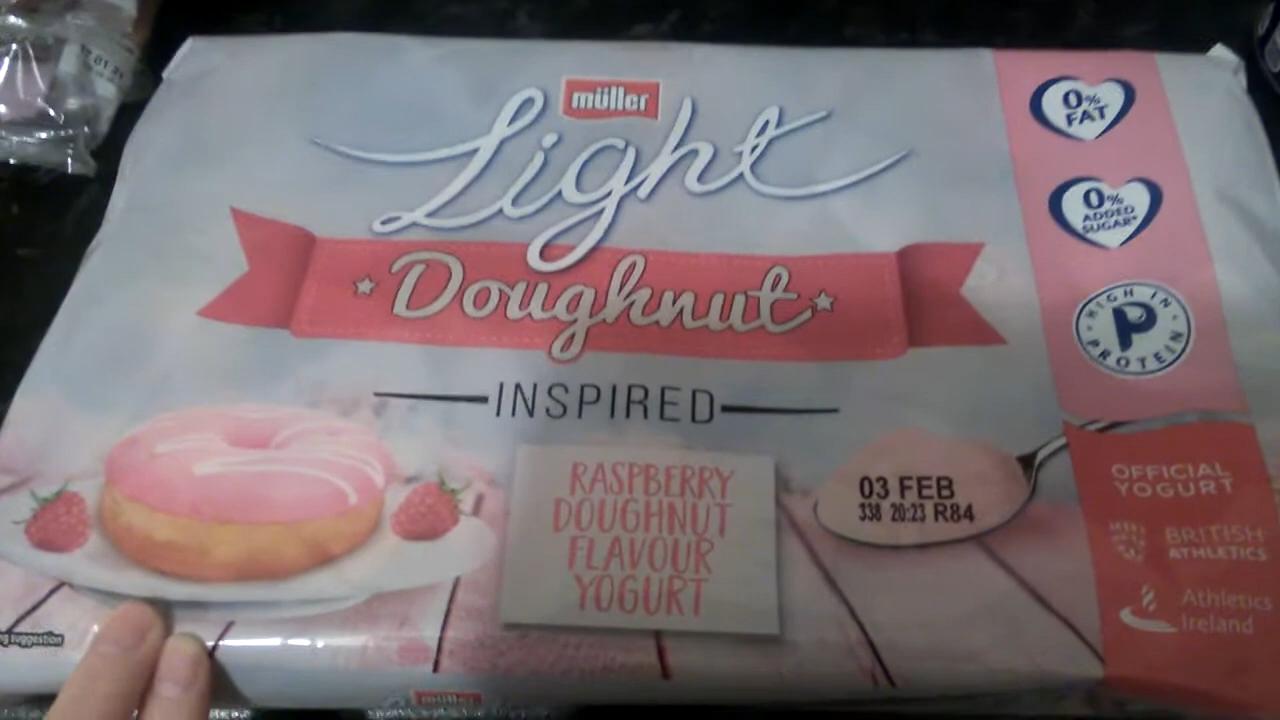 müller
Light
Doughnut
INSPIRED
RASPBERRY
DOUGHNUT
FLAVOUR
YOGURT
03 FEB
338 20:23 R84
0%
FAT
0%
ADDED
SUGAR*
HIGH IN
P
PROTEIN
OFFICIAL
YOGURT
BRITISH
ATHLETICS
Athletics
Ireland
suggestion
müller